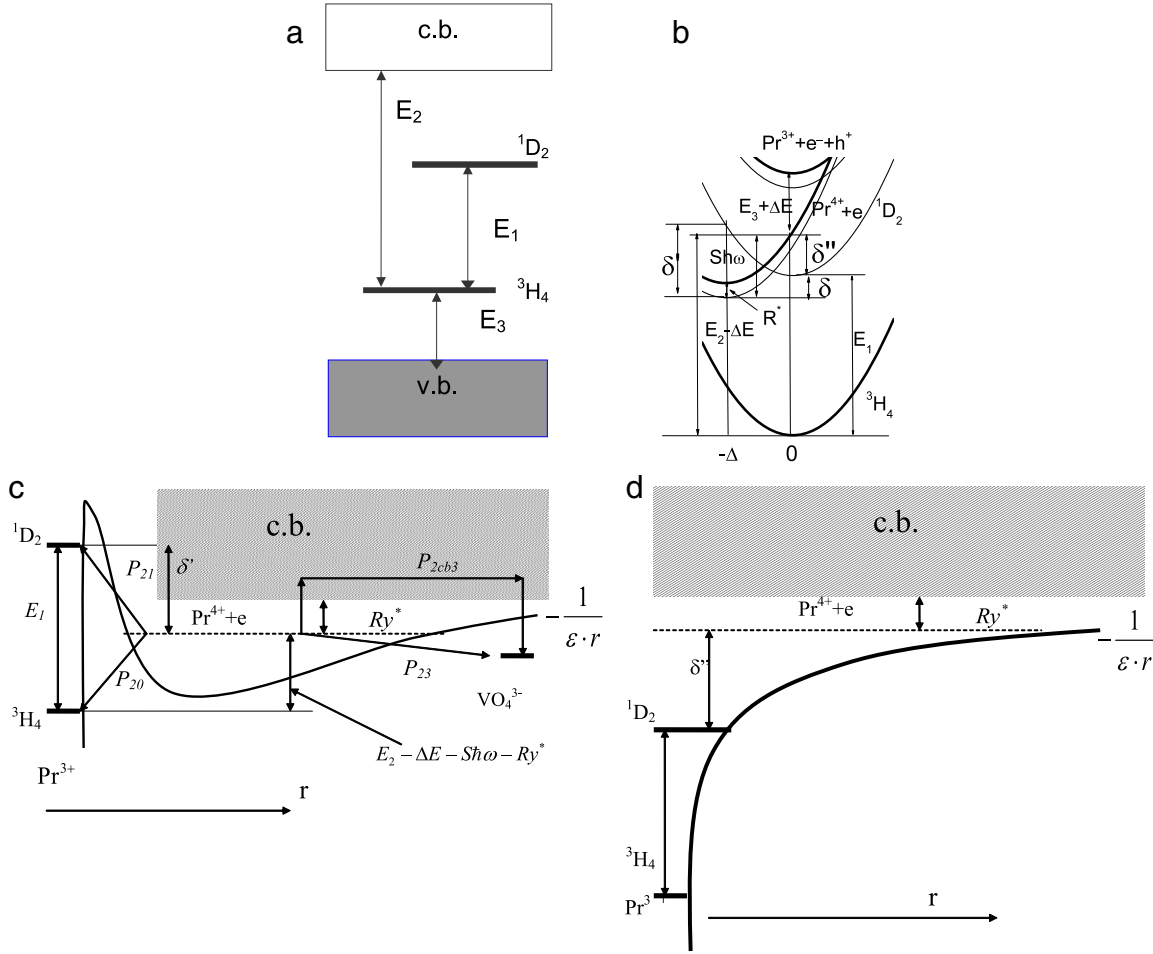 a
c.b.
E2
1D2
E1
3H4
E3
v.b.
b
Pr3++e–+h+
E3+ΔE
Pr4++e
1D2
Shω
δ"
δ'
δ
R*
E2-ΔE
E1
3H4
-Δ
0
c
c.b.
1D2
P21
δ'
P2cb3
E1
Pr4++e
Ry*
− 1/(ε·r)
P20
P23
3H4
VO43-
E2 − ΔE − Sħω − Ry*
Pr3+
r
d
c.b.
Pr4++e
Ry*
− 1/(ε·r)
δ"
1D2
3H4
Pr3
r